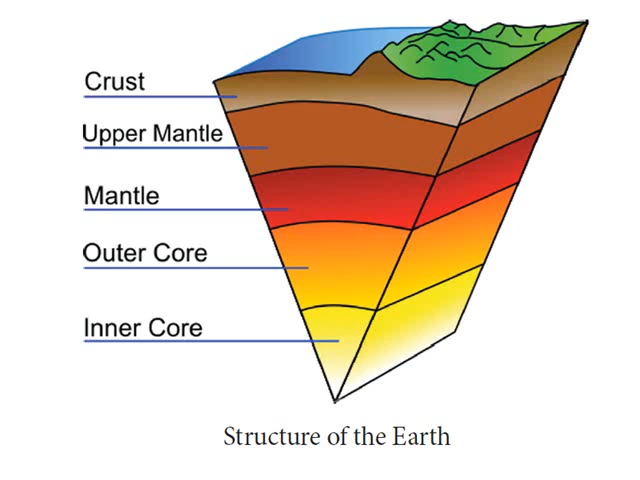 Crust
Upper Mantle
Mantle
Outer Core
Inner Core
Structure of the Earth